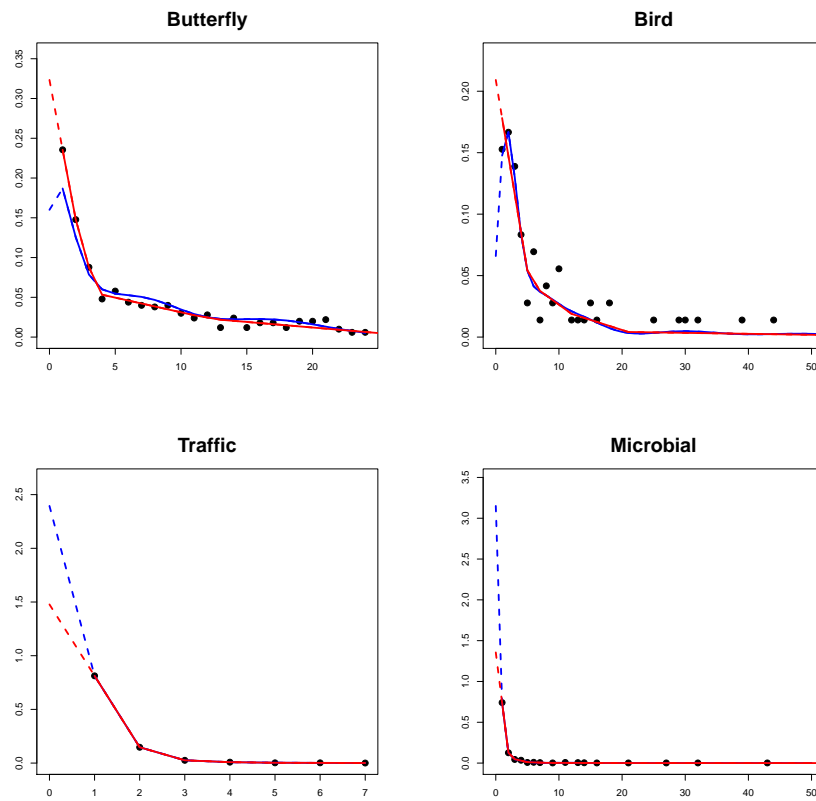 Butterfly
0.00 0.05 0.10 0.15 0.20 0.25 0.30 0.35
0 5 10 15 20
Bird
0.00 0.05 0.10 0.15 0.20
0 10 20 30 40 50
Traffic
0.0 0.5 1.0 1.5 2.0 2.5
0 1 2 3 4 5 6 7
Microbial
0.0 0.5 1.0 1.5 2.0 2.5 3.0 3.5
0 10 20 30 40 50